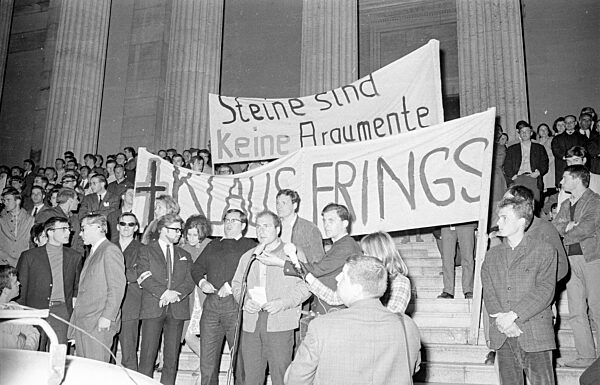 Steine sind
keine Argumente
+KLAUS FRINGS